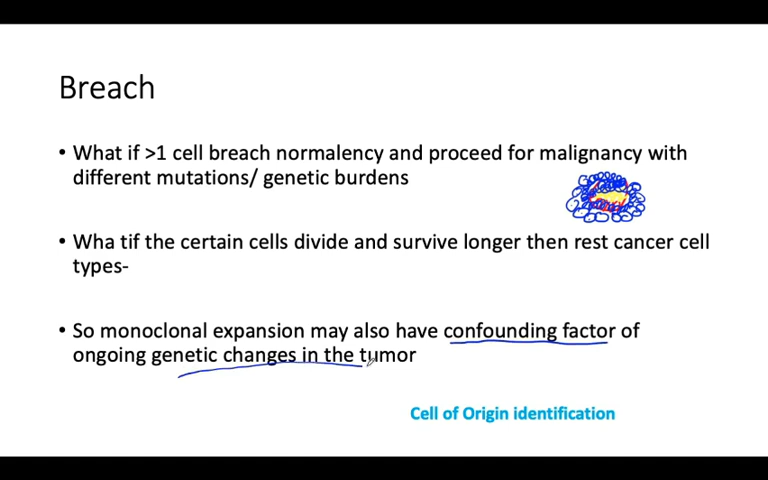 Breach
• What if >1 cell breach normalency and proceed for malignancy with
different mutations/ genetic burdens
• Wha tif the certain cells divide and survive longer then rest cancer cell
types-
• So monoclonal expansion may also have confounding factor of
ongoing genetic changes in the tumor
Cell of Origin identification